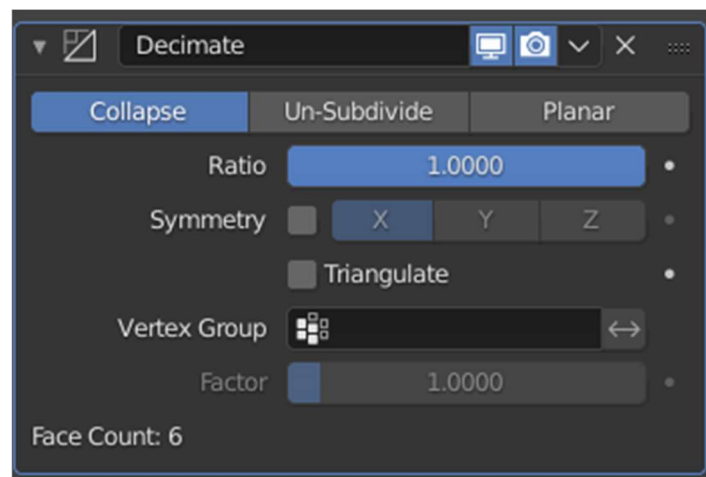 Decimate
Collapse Un-Subdivide Planar
Ratio 1.0000
Symmetry X Y Z
Triangulate
Vertex Group
Factor 1.0000
Face Count: 6